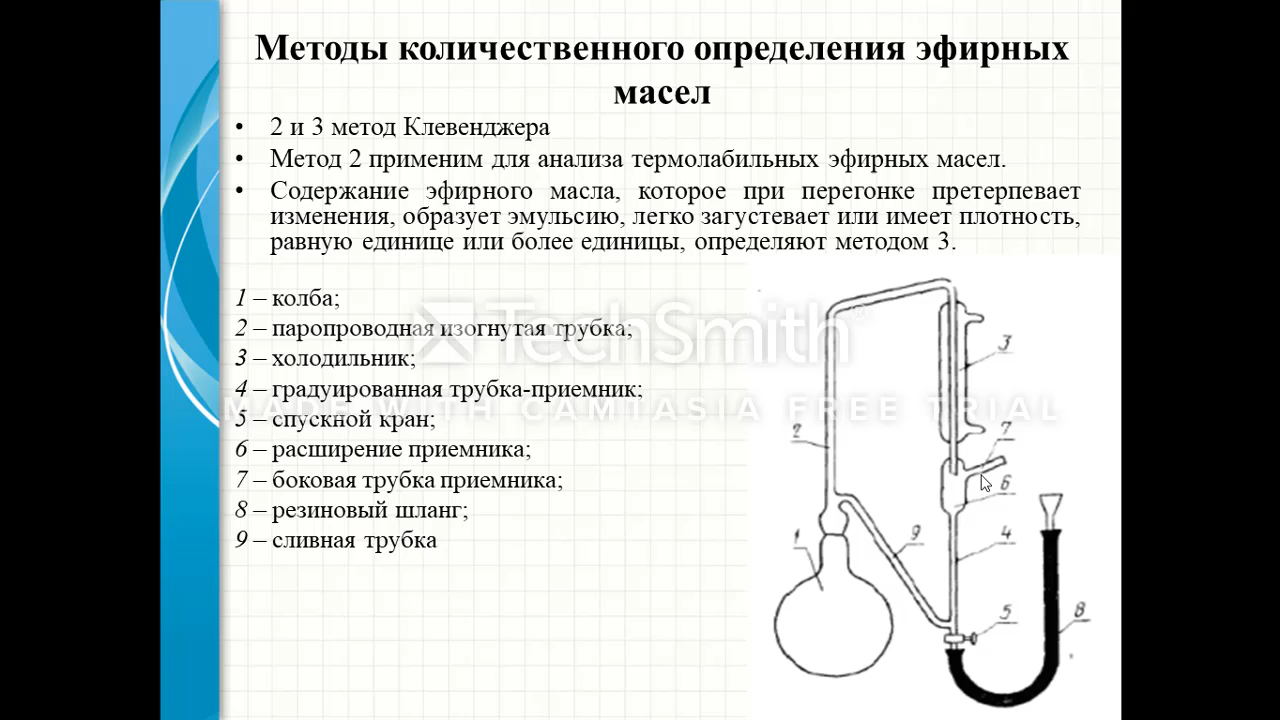 Методы количественного определения эфирных
масел
• 2 и 3 метод Клевенджера
• Метод 2 применим для анализа термолабильных эфирных масел.
• Содержание эфирного масла, которое при перегонке претерпевает
изменения, образует эмульсию, легко загустевает или имеет плотность,
равную единице или более единицы, определяют методом 3.
1 – колба;
2 – паропроводная изогнутая трубка;
3 – холодильник;
4 – градуированная трубка-приемник;
5 – спускной кран;
6 – расширение приемника;
7 – боковая трубка приемника;
8 – резиновый шланг;
9 – сливная трубка
TechSmith®
MADE WITH CAMTASIA FREE TRIAL
3
2
7
6
1
9
4
5
8